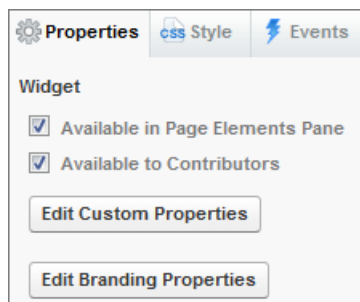 Properties css Style Events
Widget
Available in Page Elements Pane
Available to Contributors
Edit Custom Properties
Edit Branding Properties